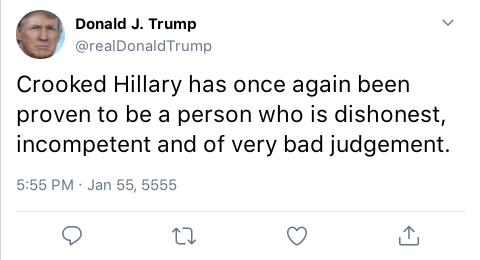 Donald J. Trump
@realDonaldTrump
Crooked Hillary has once again been
proven to be a person who is dishonest,
incompetent and of very bad judgement.
5:55 PM · Jan 55, 5555